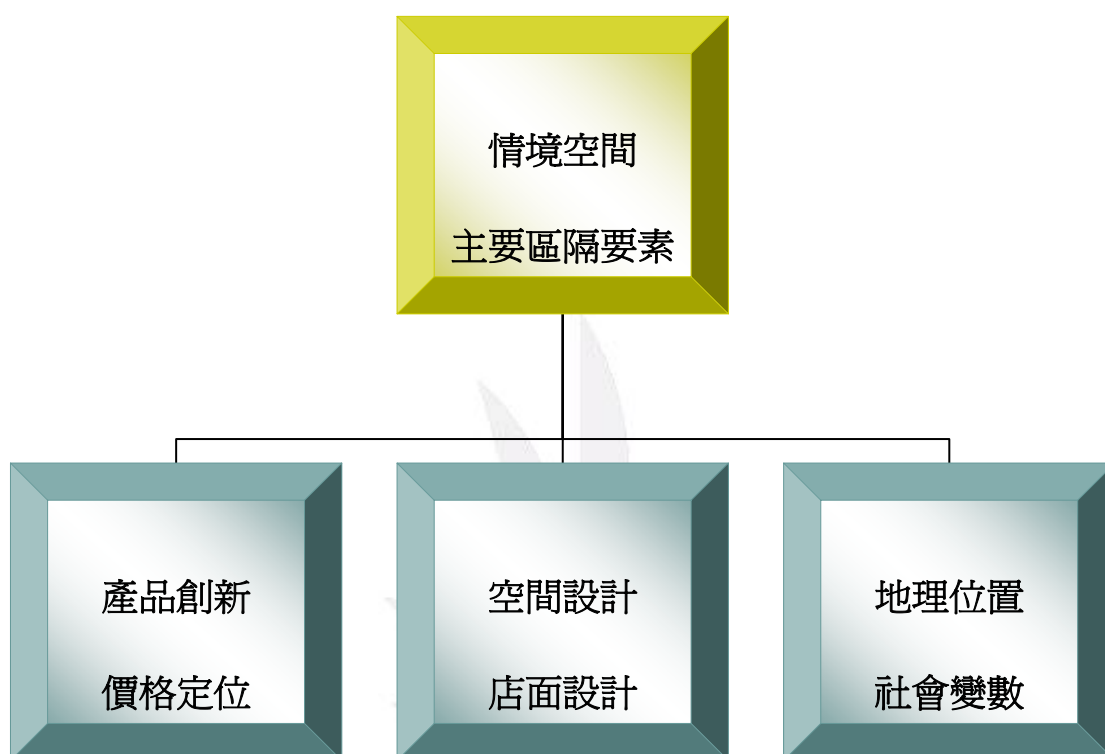 情境空間
主要區隔要素
產品創新
價格定位
空間設計
店面設計
地理位置
社會變數